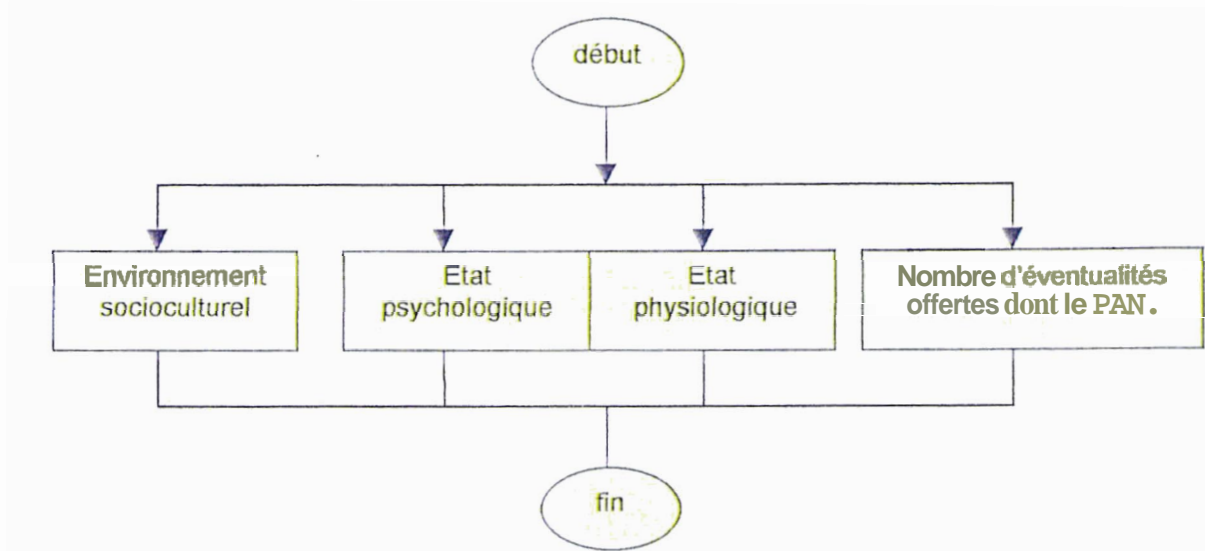 début
Environnement
socioculturel
Etat
psychologique
Etat
physiologique
Nombre d'éventualités
offertes dont le PAN.
fin